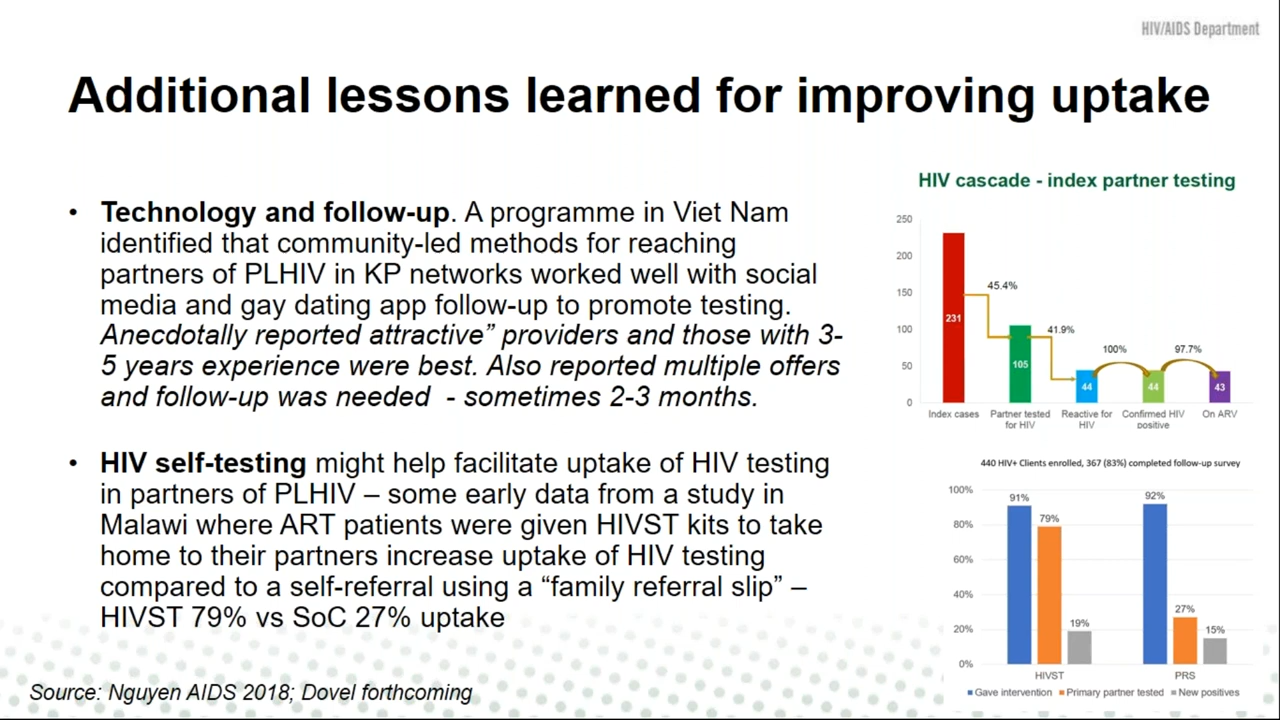 HIV/AIDS Department
Additional lessons learned for improving uptake
• Technology and follow-up. A programme in Viet Nam
identified that community-led methods for reaching
partners of PLHIV in KP networks worked well with social
media and gay dating app follow-up to promote testing.
Anecdotally reported attractive” providers and those with 3-
5 years experience were best. Also reported multiple offers
and follow-up was needed - sometimes 2-3 months.
• HIV self-testing might help facilitate uptake of HIV testing
in partners of PLHIV – some early data from a study in
Malawi where ART patients were given HIVST kits to take
home to their partners increase uptake of HIV testing
compared to a self-referral using a “family referral slip” –
HIVST 79% vs SoC 27% uptake
Source: Nguyen AIDS 2018; Dovel forthcoming
HIV cascade - index partner testing
250
200
150
100
50
0
231
45.4%
105
41.9%
44
100%
44
97.7%
43
Index cases
Partner tested
for HIV
Reactive for
HIV
Confirmed HIV
positive
On ARV
440 HIV+ Clients enrolled, 367 (83%) completed follow-up survey
100%
80%
60%
40%
20%
0%
91%
79%
19%
92%
27%
15%
HIVST
PRS
Gave intervention
Primary partner tested
New positives